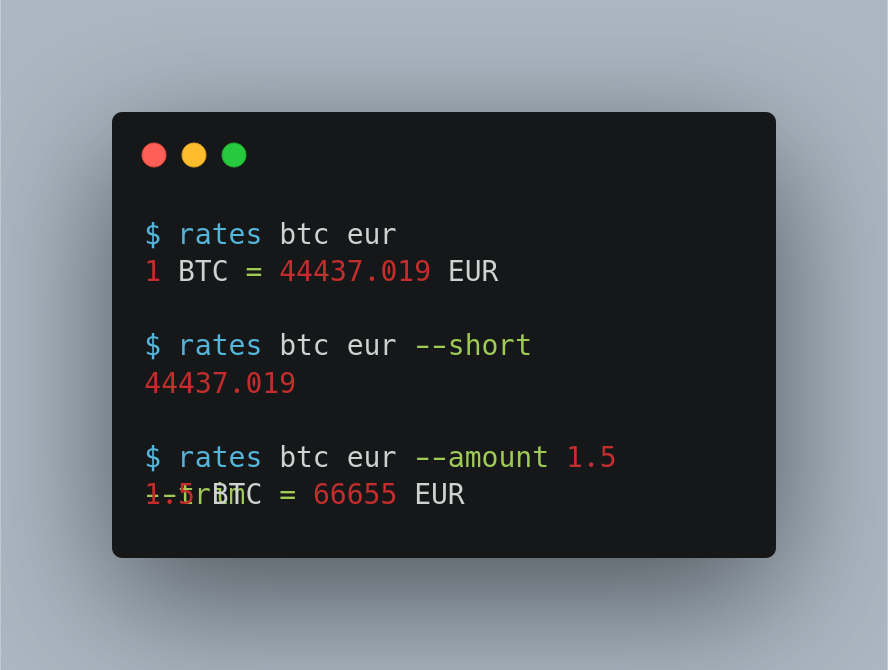 $ rates btc eur
1 BTC = 44437.019 EUR
$ rates btc eur --short
44437.019
$ rates btc eur --amount 1.5
--trim
1.5 BTC = 66655 EUR